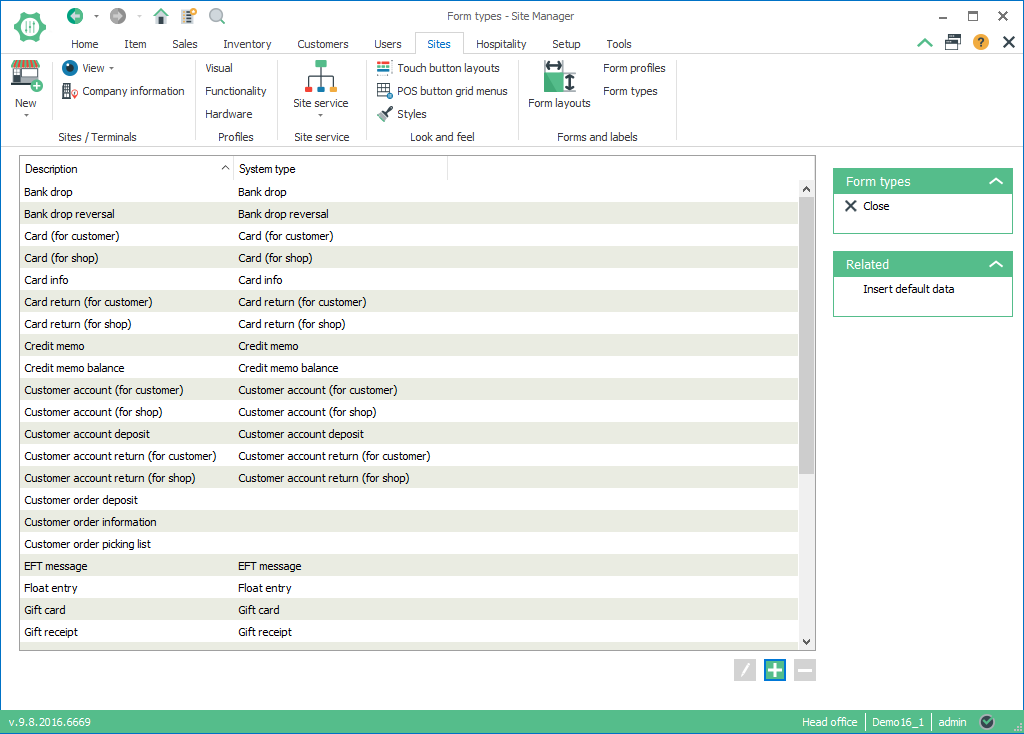 Form types - Site Manager
Home Item Sales Inventory Customers Users Sites Hospitality Setup Tools
New
View
Company information
Sites / Terminals
Visual
Functionality
Hardware
Profiles
Site service
Site service
Touch button layouts
POS button grid menus
Styles
Look and feel
Form layouts
Form profiles
Form types
Forms and labels
Description System type
Bank drop Bank drop
Bank drop reversal Bank drop reversal
Card (for customer) Card (for customer)
Card (for shop) Card (for shop)
Card info Card info
Card return (for customer) Card return (for customer)
Card return (for shop) Card return (for shop)
Credit memo Credit memo
Credit memo balance Credit memo balance
Customer account (for customer) Customer account (for customer)
Customer account (for shop) Customer account (for shop)
Customer account deposit Customer account deposit
Customer account return (for customer) Customer account return (for customer)
Customer account return (for shop) Customer account return (for shop)
Customer order deposit
Customer order information
Customer order picking list
EFT message EFT message
Float entry Float entry
Gift card Gift card
Gift receipt Gift receipt
Form types
Close
Related
Insert default data
v.9.8.2016.6669
Head office Demo16_1 admin